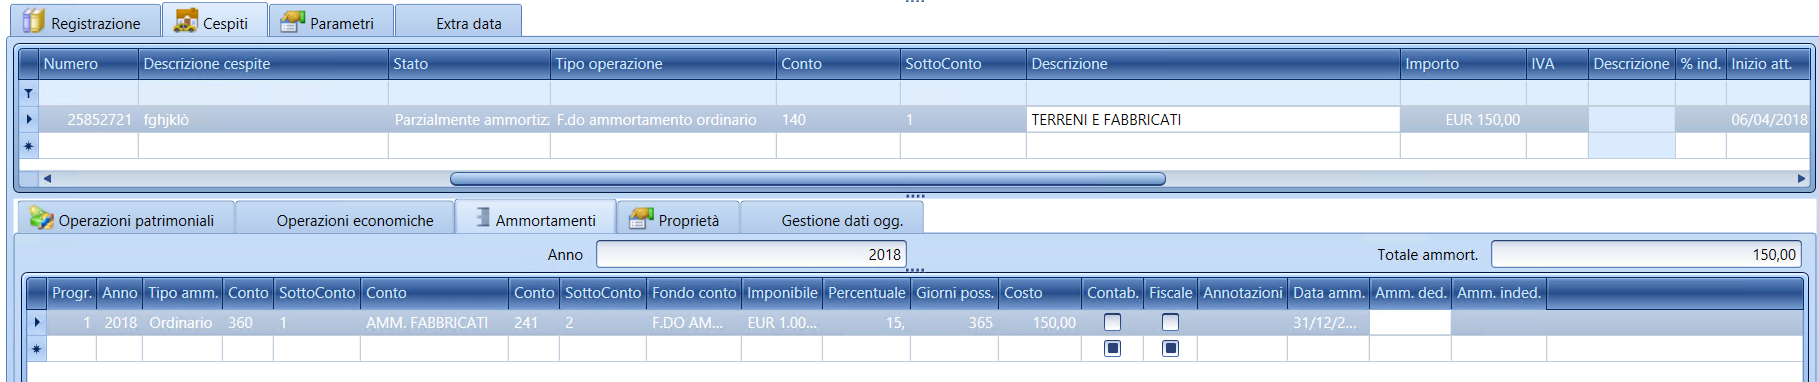 Registrazione Cespiti Parametri Extra data
Numero Descrizione cespite Stato Tipo operazione Conto SottoConto Descrizione Importo IVA Descrizione % ind. Inizio att.
25852721 fghjklò Parzialmente ammortiz: F.do ammortamento ordinario 140 1 TERRENI E FABBRICATI EUR 150,00 06/04/2018
Operazioni patrimoniali Operazioni economiche Ammortamenti Proprietà Gestione dati ogg.
Anno 2018 Totale ammort. 150,00
Progr. Anno Tipo amm. Conto SottoConto Conto Conto SottoConto Fondo conto Imponibile Percentuale Giorni poss. Costo Contab. Fiscale Annotazioni Data amm. Amm. ded. Amm. inded.
1 2018 Ordinario 360 1 AMM. FABBRICATI 241 2 F.DO AM... EUR 1.00... 15, 365 150,00 31/12/2...